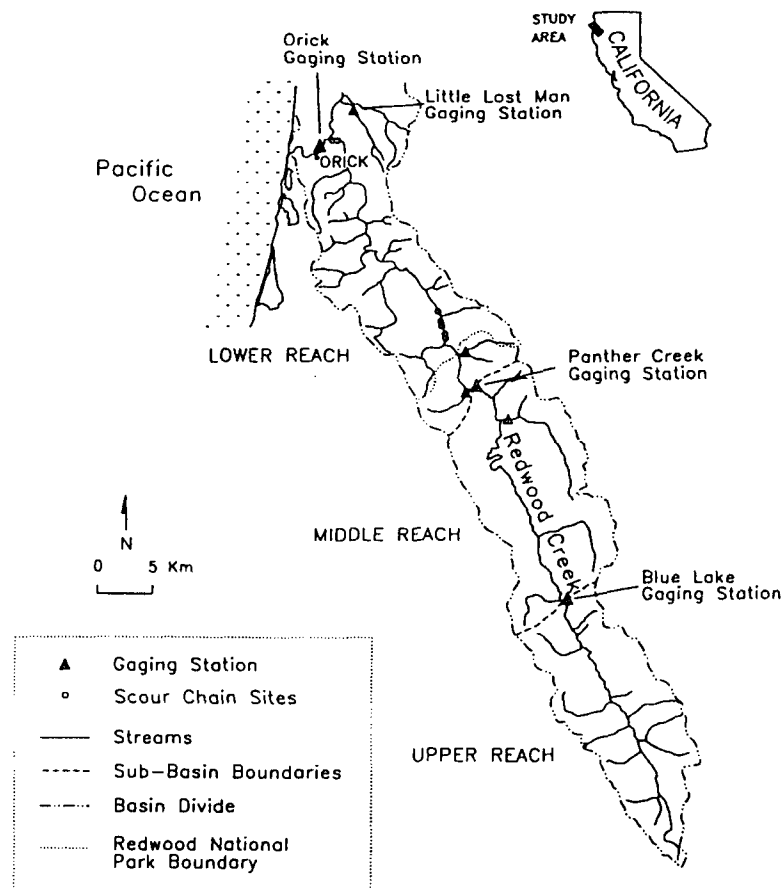 Orick
Gaging Station
STUDY
AREA
CALIFORNIA
Little Lost Man
Gaging Station
ORICK
Pacific
Ocean
LOWER REACH
Panther Creek
Gaging Station
Redwood Creek
MIDDLE REACH
N
0 5 Km
Blue Lake
Gaging Station
UPPER REACH
Gaging Station
Scour Chain Sites
Streams
Sub-Basin Boundaries
Basin Divide
Redwood National
Park Boundary